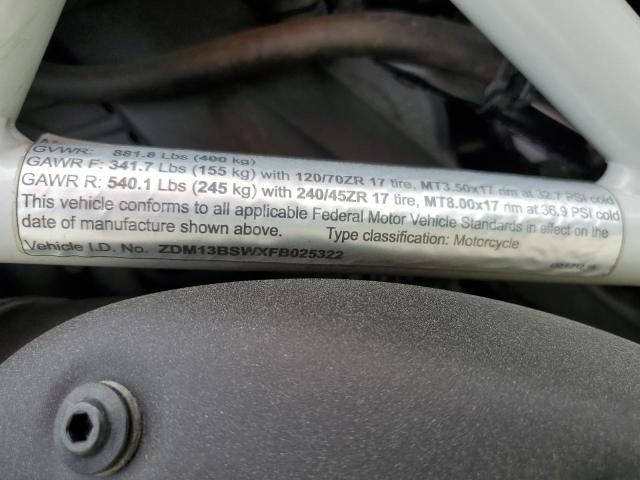 GVWR: 881.8 Lbs (400 kg)
GAWR F: 341.7 Lbs (155 kg) with 120/70ZR 17 tire, MT3.50x17 rim at 32.7 PSI cold
GAWR R: 540.1 Lbs (245 kg) with 240/45ZR 17 tire, MT8.00x17 rim at 36.9 PSI cold
This vehicle conforms to all applicable Federal Motor Vehicle Standards in effect on the
date of manufacture shown above. Type classification: Motorcycle
Vehicle I.D. No. ZDM13BSWXFB025322